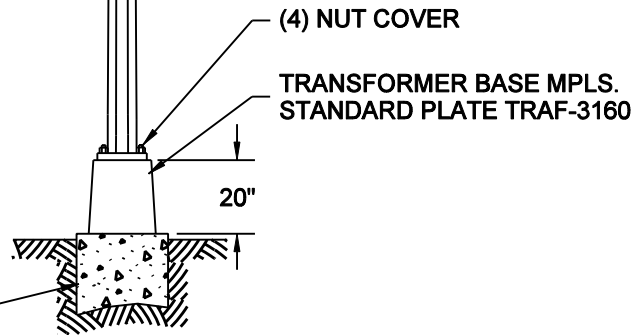 (4) NUT COVER
TRANSFORMER BASE MPLS.
STANDARD PLATE TRAF-3160
20"